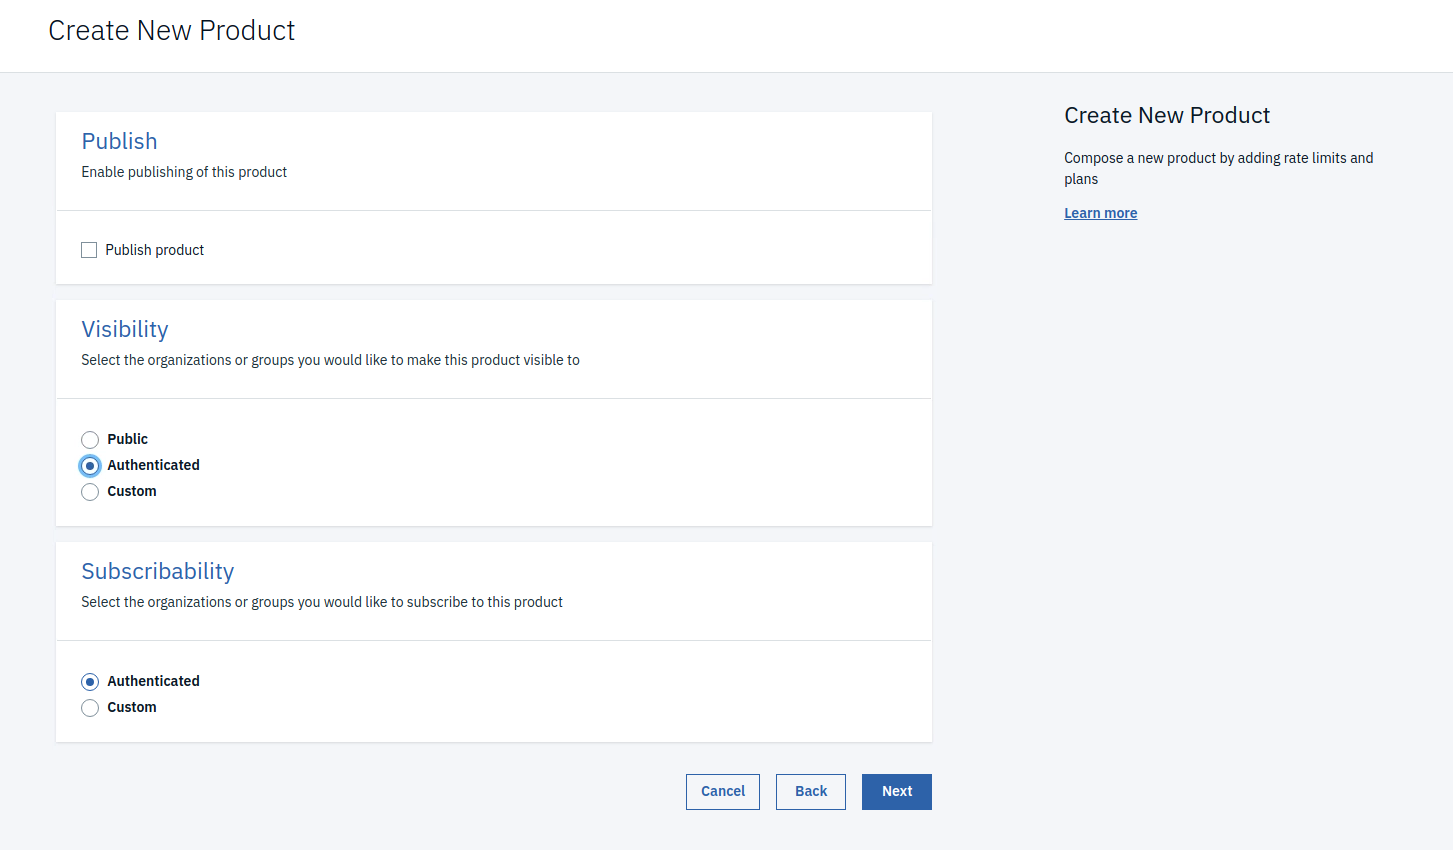 Create New Product
Publish
Enable publishing of this product
Publish product
Visibility
Select the organizations or groups you would like to make this product visible to
Public
Authenticated
Custom
Subscribability
Select the organizations or groups you would like to subscribe to this product
Authenticated
Custom
Cancel
Back
Next
Create New Product
Compose a new product by adding rate limits and
plans
Learn more